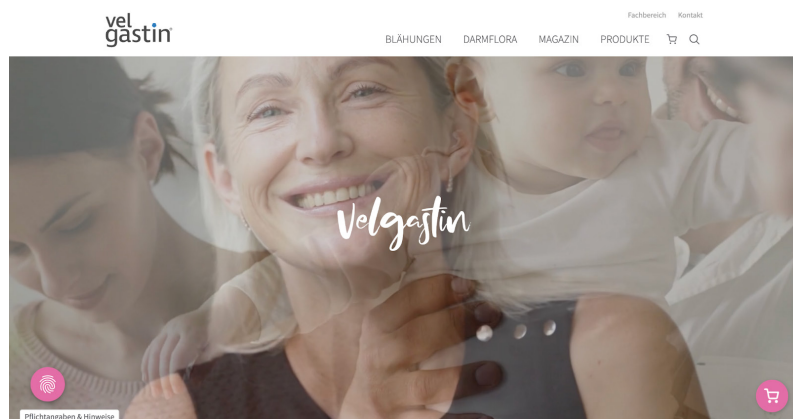 vel
gastin
Fachbereich Kontakt
BLÄHUNGEN DARMFLORA MAGAZIN PRODUKTE
Velgastin
Pflichtangaben & Hinweise